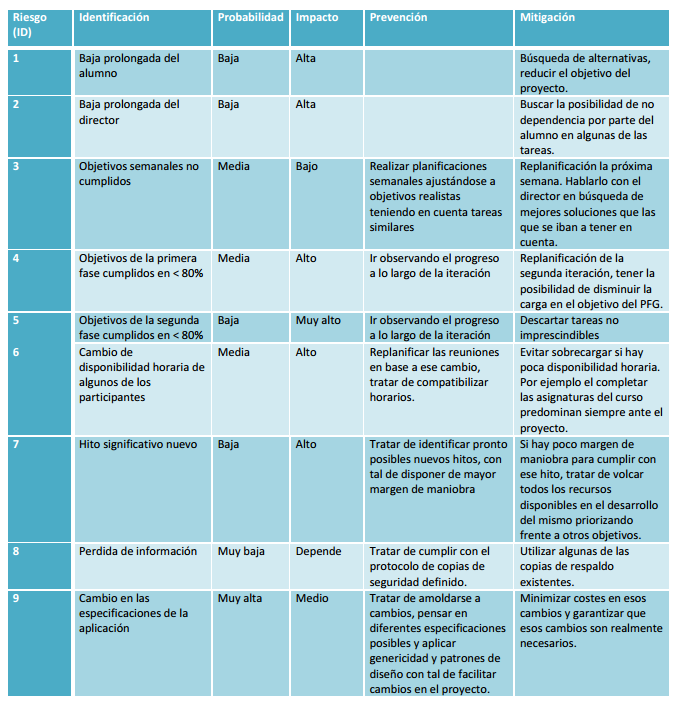 Riesgo (ID) Identificación Probabilidad Impacto Prevención Mitigación
1 Baja prolongada del alumno Baja Alta Búsqueda de alternativas, reducir el objetivo del proyecto.
2 Baja prolongada del director Baja Alta Buscar la posibilidad de no dependencia por parte del alumno en algunas de las tareas.
3 Objetivos semanales no cumplidos Media Bajo Realizar planificaciones semanales ajustándose a objetivos realistas teniendo en cuenta tareas similares Replanificación la próxima semana. Hablarlo con el director en búsqueda de mejores soluciones que las que se iban a tener en cuenta.
4 Objetivos de la primera fase cumplidos en < 80% Media Alto Ir observando el progreso a lo largo de la iteración Replanificación de la segunda iteración, tener la posibilidad de disminuir la carga en el objetivo del PFG.
5 Objetivos de la segunda fase cumplidos en < 80% Baja Muy alto Ir observando el progreso a lo largo de la iteración Descartar tareas no imprescindibles
6 Cambio de disponibilidad horaria de algunos de los participantes Media Alto Replanificar las reuniones en base a ese cambio, tratar de compatibilizar horarios. Evitar sobrecargar si hay poca disponibilidad horaria. Por ejemplo el completar las asignaturas del curso predominan siempre ante el proyecto.
7 Hito significativo nuevo Baja Alto Tratar de identificar pronto posibles nuevos hitos, con tal de disponer de mayor margen de maniobra Si hay poco margen de maniobra para cumplir con ese hito, tratar de volcar todos los recursos disponibles en el desarrollo del mismo priorizando frente a otros objetivos.
8 Perdida de información Muy baja Depende Tratar de cumplir con el protocolo de copias de seguridad definido. Utilizar algunas de las copias de respaldo existentes.
9 Cambio en las especificaciones de la aplicación Muy alta Medio Tratar de amoldarse a cambios, pensar en diferentes especificaciones posibles y aplicar genericidad y patrones de diseño con tal de facilitar cambios en el proyecto. Minimizar costes en esos cambios y garantizar que esos cambios son realmente necesarios.